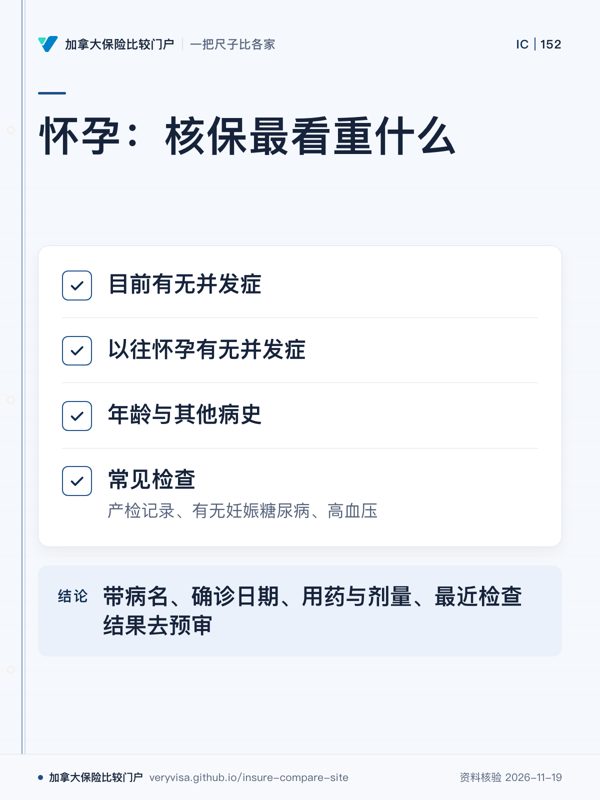 加拿大保险比较门户 | 一把尺子比各家
IC | 152
怀孕：核保最看重什么
目前有无并发症
以往怀孕有无并发症
年龄与其他病史
常见检查
产检记录、有无妊娠糖尿病、高血压
结论
带病名、确诊日期、用药与剂量、最近检查
结果去预审
加拿大保险比较门户 veryvisa.github.io/insure-compare-site
资料核验 2026-11-19